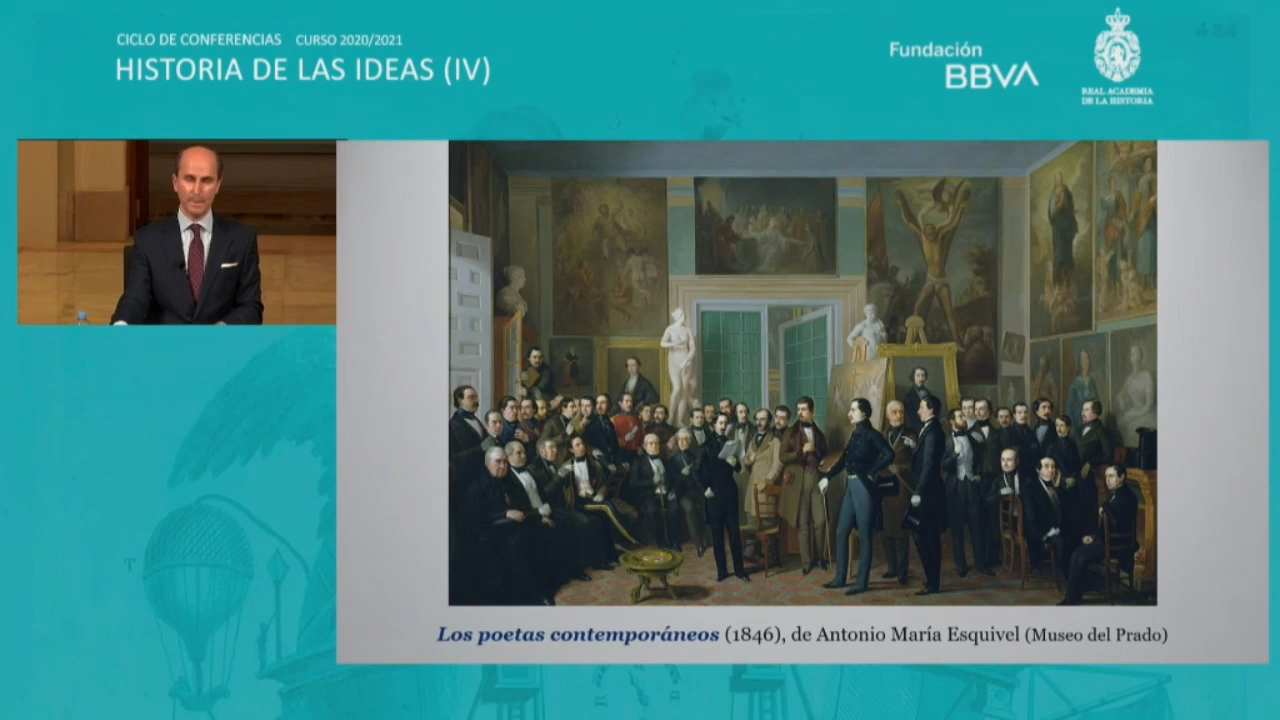 CICLO DE CONFERENCIAS CURSO 2020/2021
HISTORIA DE LAS IDEAS (IV)
Fundación
BBVA
REAL ACADEMIA
DE LA HISTORIA
Los poetas contemporáneos (1846), de Antonio María Esquivel (Museo del Prado)